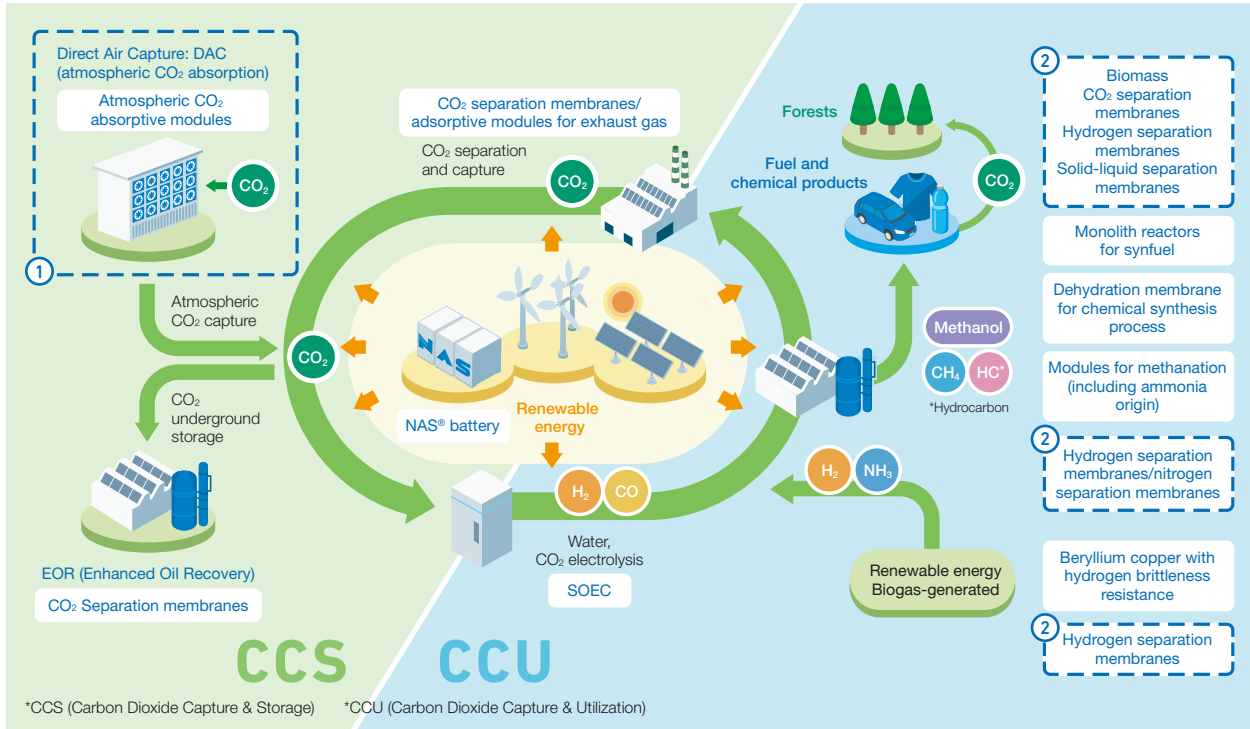 Direct Air Capture: DAC
(atmospheric CO₂ absorption)
Atmospheric CO₂
absorptive modules
CO₂
1
Atmospheric
CO₂ capture
CO₂
CO₂
underground
storage
EOR (Enhanced Oil Recovery)
CO₂ Separation membranes
CO₂ separation membranes/
adsorptive modules for exhaust gas
CO₂ separation
and capture
CO₂
NAS
NAS® battery
Renewable
energy
H₂
CO
Water,
CO₂ electrolysis
SOEC
Forests
Fuel and
chemical products
CO₂
Methanol
CH₄
HC*
*Hydrocarbon
H₂
NH₃
Renewable energy
Biogas-generated
2
Biomass
CO₂ separation
membranes
Hydrogen separation
membranes
Solid-liquid separation
membranes
Monolith reactors
for synfuel
Dehydration membrane
for chemical synthesis
process
Modules for methanation
(including ammonia
origin)
2
Hydrogen separation
membranes/nitrogen
separation membranes
Beryllium copper with
hydrogen brittleness
resistance
2
Hydrogen separation
membranes
CCS
CCU
*CCS (Carbon Dioxide Capture & Storage)
*CCU (Carbon Dioxide Capture & Utilization)